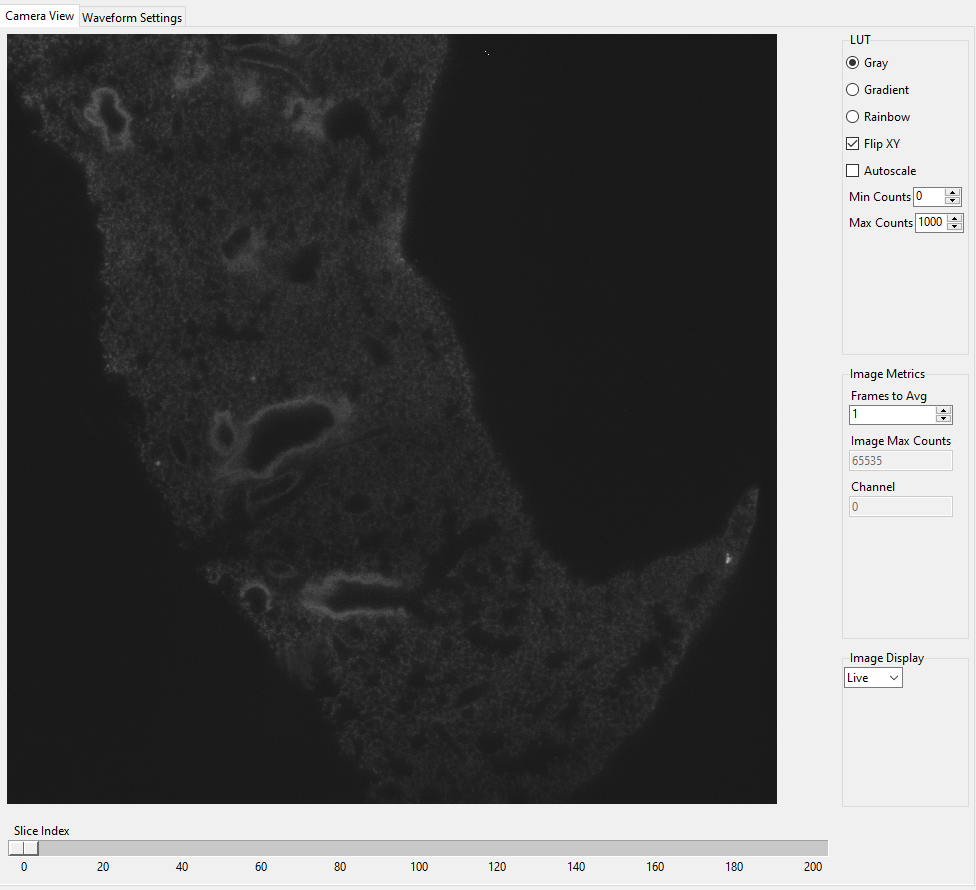 Camera View
Waveform Settings
LUT
Gray
Gradient
Rainbow
Flip XY
Autoscale
Min Counts 0
Max Counts 1000
Image Metrics
Frames to Avg
1
Image Max Counts
65535
Channel
0
Image Display
Live
Slice Index
0 20 40 60 80 100 120 140 160 180 200